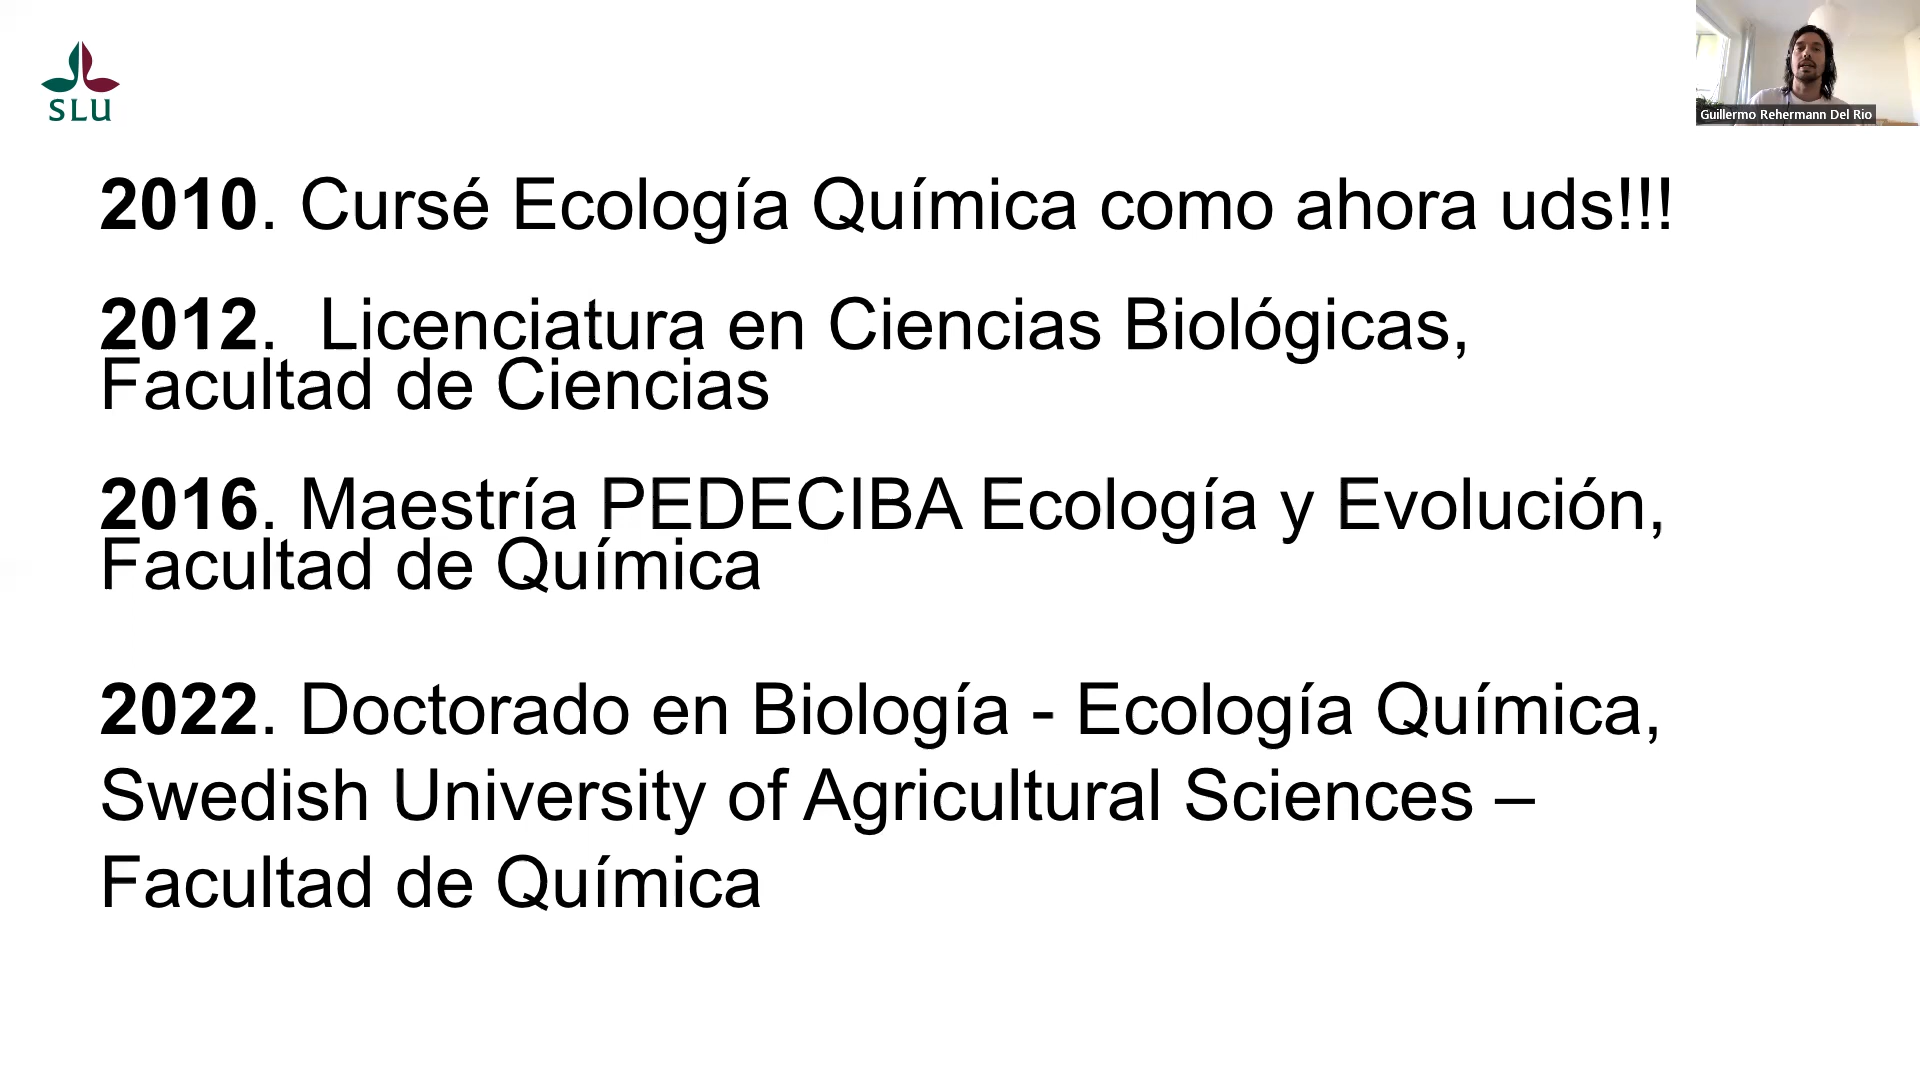 SLU
Guillermo Rehermann Del Rio
2010. Cursé Ecología Química como ahora uds!!!
2012.  Licenciatura en Ciencias Biológicas,
Facultad de Ciencias
2016. Maestría PEDECIBA Ecología y Evolución,
Facultad de Química
2022. Doctorado en Biología - Ecología Química,
Swedish University of Agricultural Sciences –
Facultad de Química